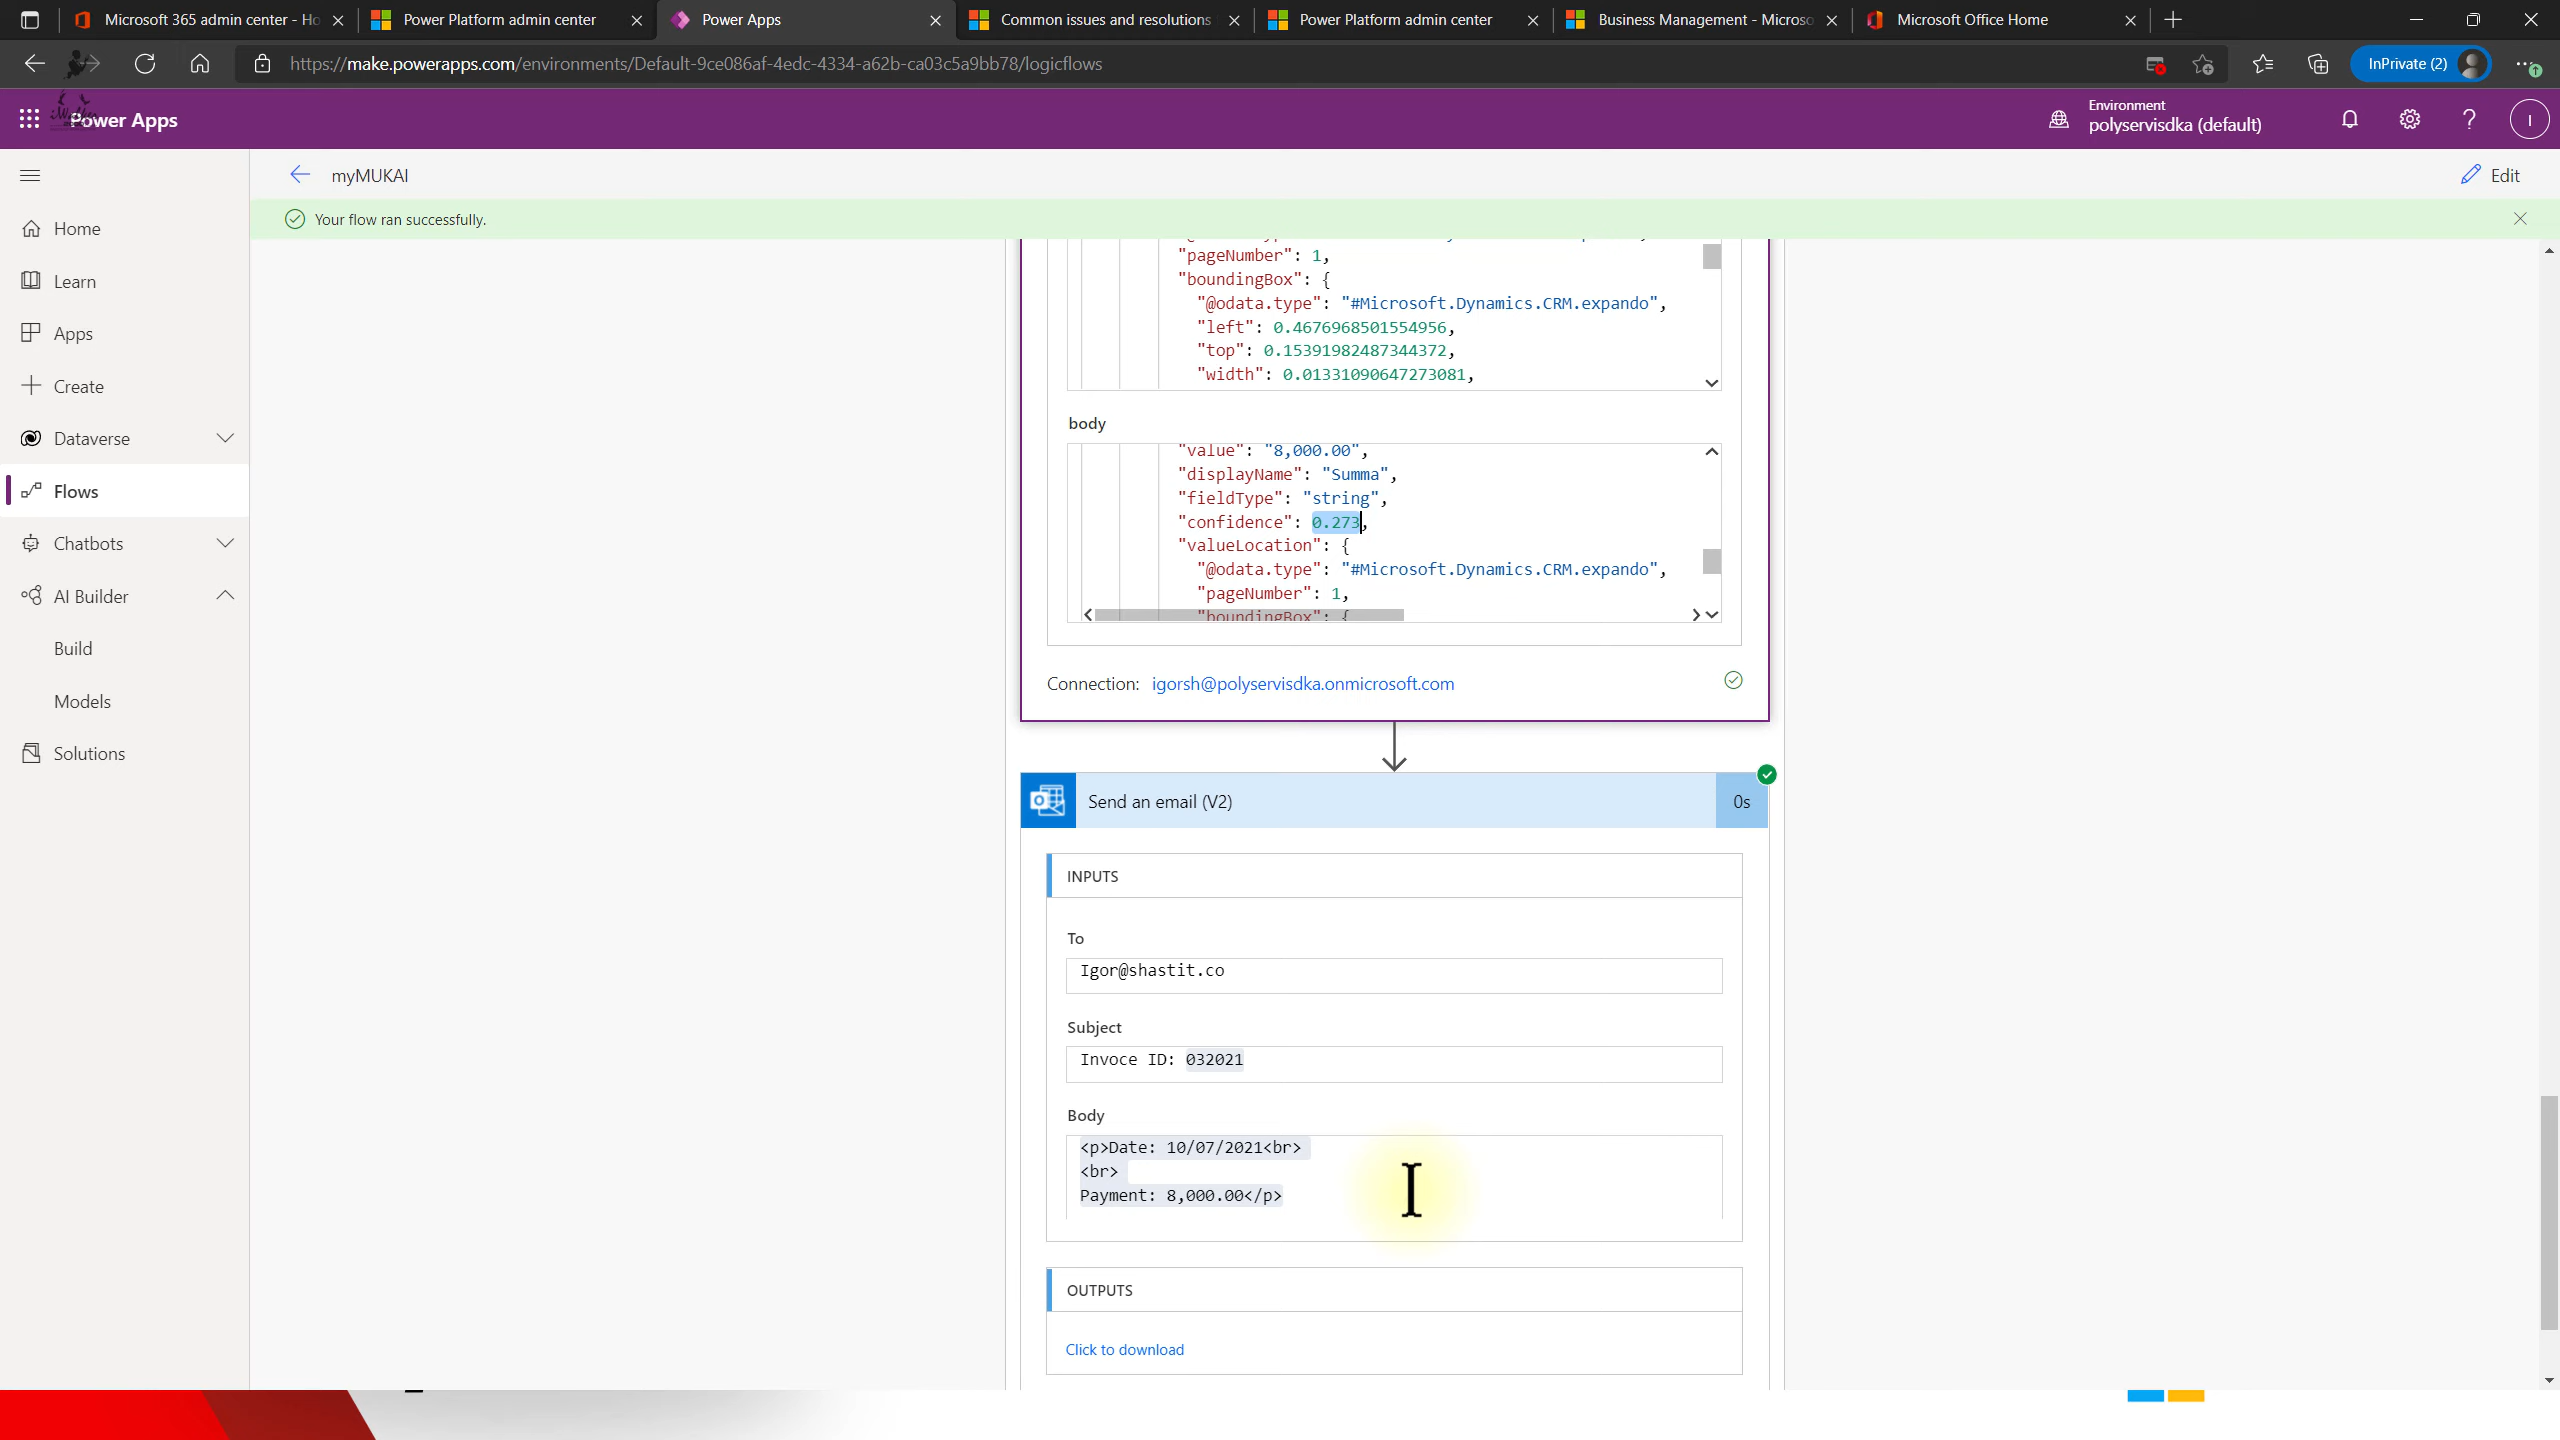 Microsoft 365 admin center - Ho
Power Platform admin center
Power Apps
Common issues and resolutions
Power Platform admin center
Business Management - Microso
Microsoft Office Home
https://make.powerapps.com/environments/Default-9ce086af-4edc-4334-a62b-ca03c5a9bb78/logicflows
InPrivate (2)
Power Apps
Environment
polyservisdka (default)
I
myMUKAI
Edit
Your flow ran successfully.
Home
Learn
Apps
Create
Dataverse
Flows
Chatbots
AI Builder
Build
Models
Solutions
"pageNumber": 1,
"boundingBox": {
"@odata.type": "#Microsoft.Dynamics.CRM.expando",
"left": 0.4676968501554956,
"top": 0.15391982487344372,
"width": 0.01331090647273081,
body
"value": "8,000.00",
"displayName": "Summa",
"fieldType": "string",
"confidence": 0.273,
"valueLocation": {
"@odata.type": "#Microsoft.Dynamics.CRM.expando",
"pageNumber": 1,
"boundingBox": {
Connection: igorsh@polyservisdka.onmicrosoft.com
Send an email (V2)
0s
INPUTS
To
Igor@shastit.co
Subject
Invoce ID: 032021
Body
<p>Date: 10/07/2021<br>
<br>
Payment: 8,000.00</p>
OUTPUTS
Click to download